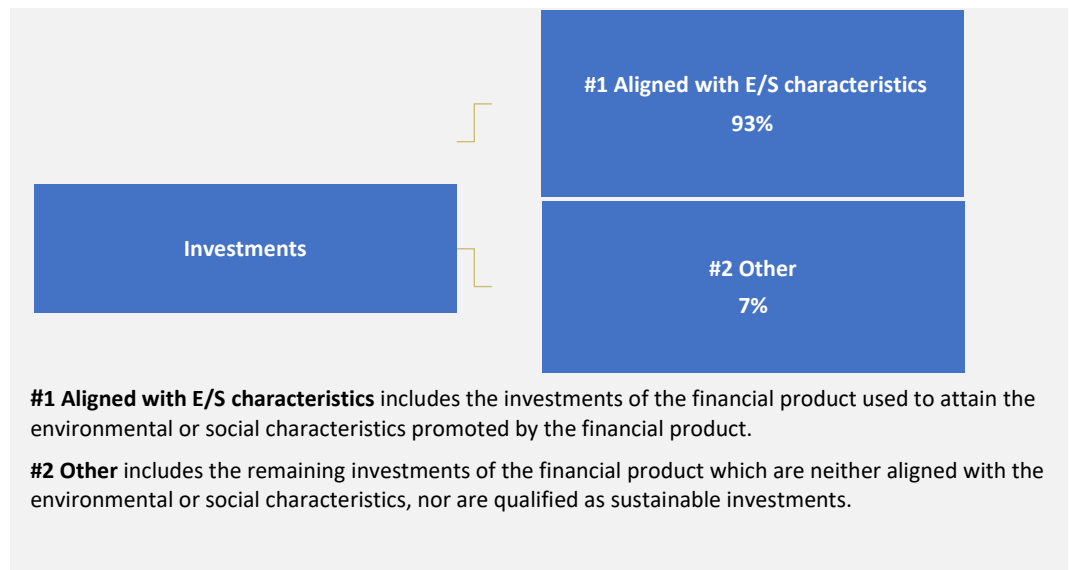 #1 Aligned with E/S characteristics
93%
Investments
#2 Other
7%
#1 Aligned with E/S characteristics includes the investments of the financial product used to attain the
environmental or social characteristics promoted by the financial product.
#2 Other includes the remaining investments of the financial product which are neither aligned with the
environmental or social characteristics, nor are qualified as sustainable investments.